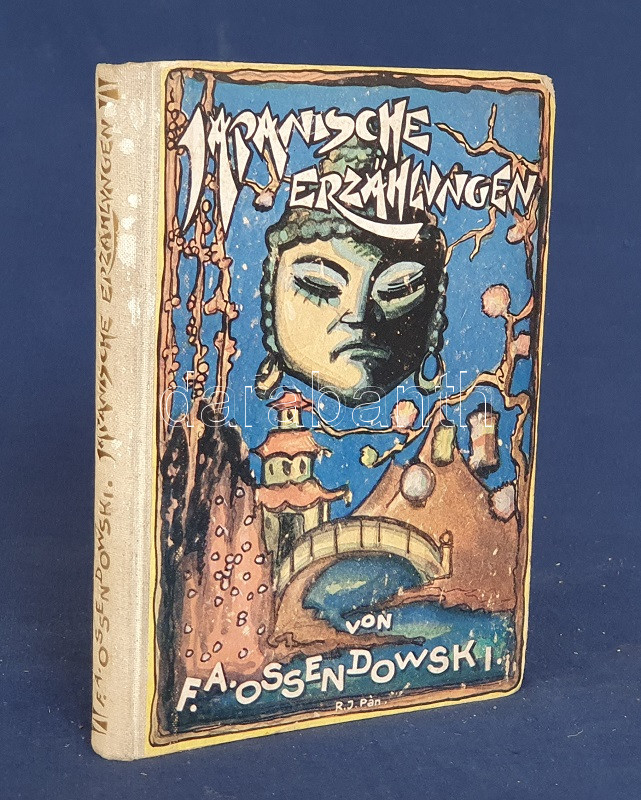 JAPANISCHE
ERZÄHLUNGEN
darabanth
VON
F.A.OSSENDOWSKI.
R.J.Pàn.
F.A.OSSENDOWSKI. JAPANISCHE ERZÄHLUNGEN